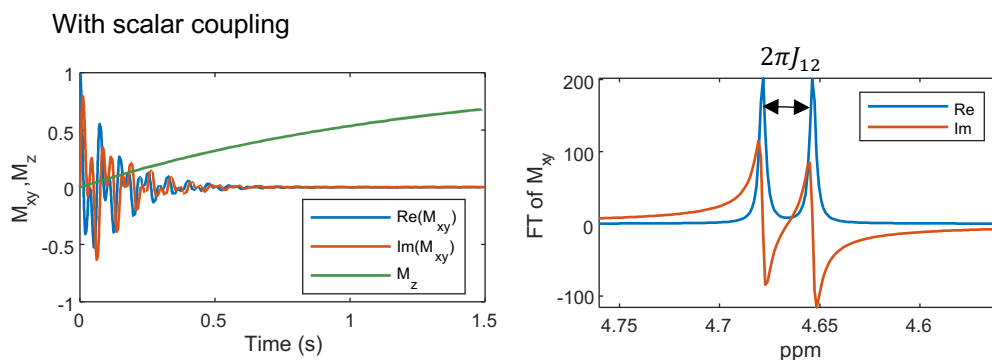 With scalar coupling
1
0.5
0
-0.5
-1
M_xy ,M_z
Re(M_xy)
Im(M_xy)
M_z
0
0.5
1
1.5
Time (s)
2πJ₁₂
200
100
0
-100
FT of M_xy
Re
Im
4.75
4.7
4.65
4.6
ppm